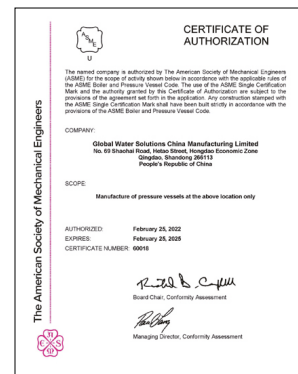 CERTIFICATE OF
AUTHORIZATION
ASME
U
The named company is authorized by The American Society of Mechanical Engineers
(ASME) for the scope of activity shown below in accordance with the applicable rules of
the ASME Boiler and Pressure Vessel Code. The use of the ASME Single Certification
Mark and the authority granted by this Certificate of Authorization are subject to the
provisions of the agreement set forth in the application. Any construction stamped with
the ASME Single Certification Mark shall have been built strictly in accordance with the
provisions of the ASME Boiler and Pressure Vessel Code.
COMPANY:
Global Water Solutions China Manufacturing Limited
No. 69 Shaohai Road, Hetao Street, Hongdao Economic Zone
Qingdao, Shandong 266113
People's Republic of China
SCOPE:
Manufacture of pressure vessels at the above location only
AUTHORIZED: February 25, 2022
EXPIRES: February 25, 2025
CERTIFICATE NUMBER: 60018
Board Chair, Conformity Assessment
Managing Director, Conformity Assessment
The American Society of Mechanical Engineers